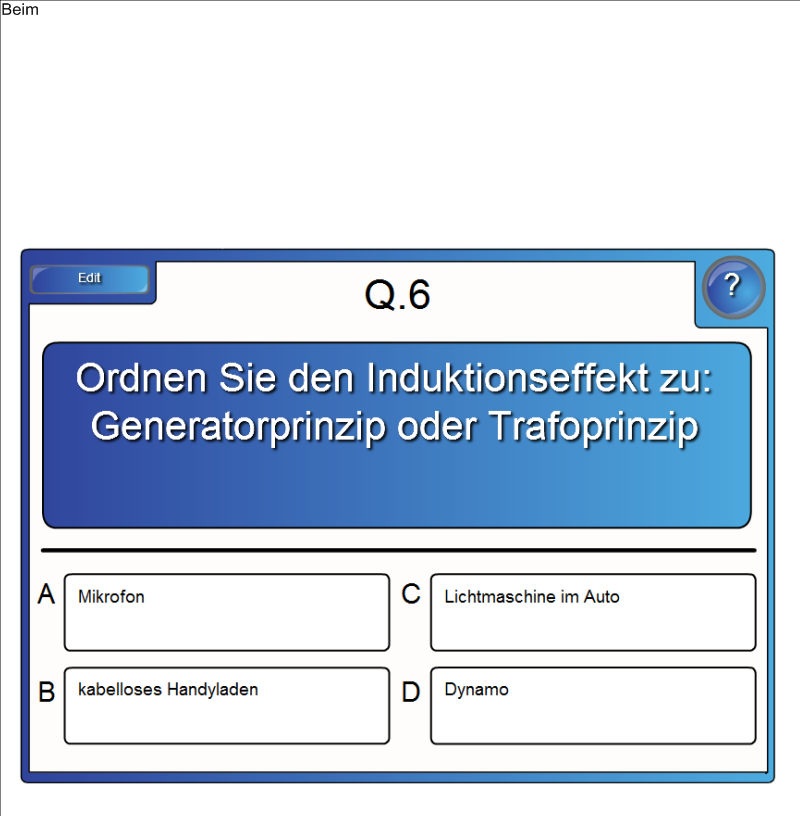 Beim
Edit
Q.6
?
Ordnen Sie den Induktionseffekt zu:
Generatorprinzip oder Trafoprinzip
A
Mikrofon
C
Lichtmaschine im Auto
B
kabelloses Handyladen
D
Dynamo